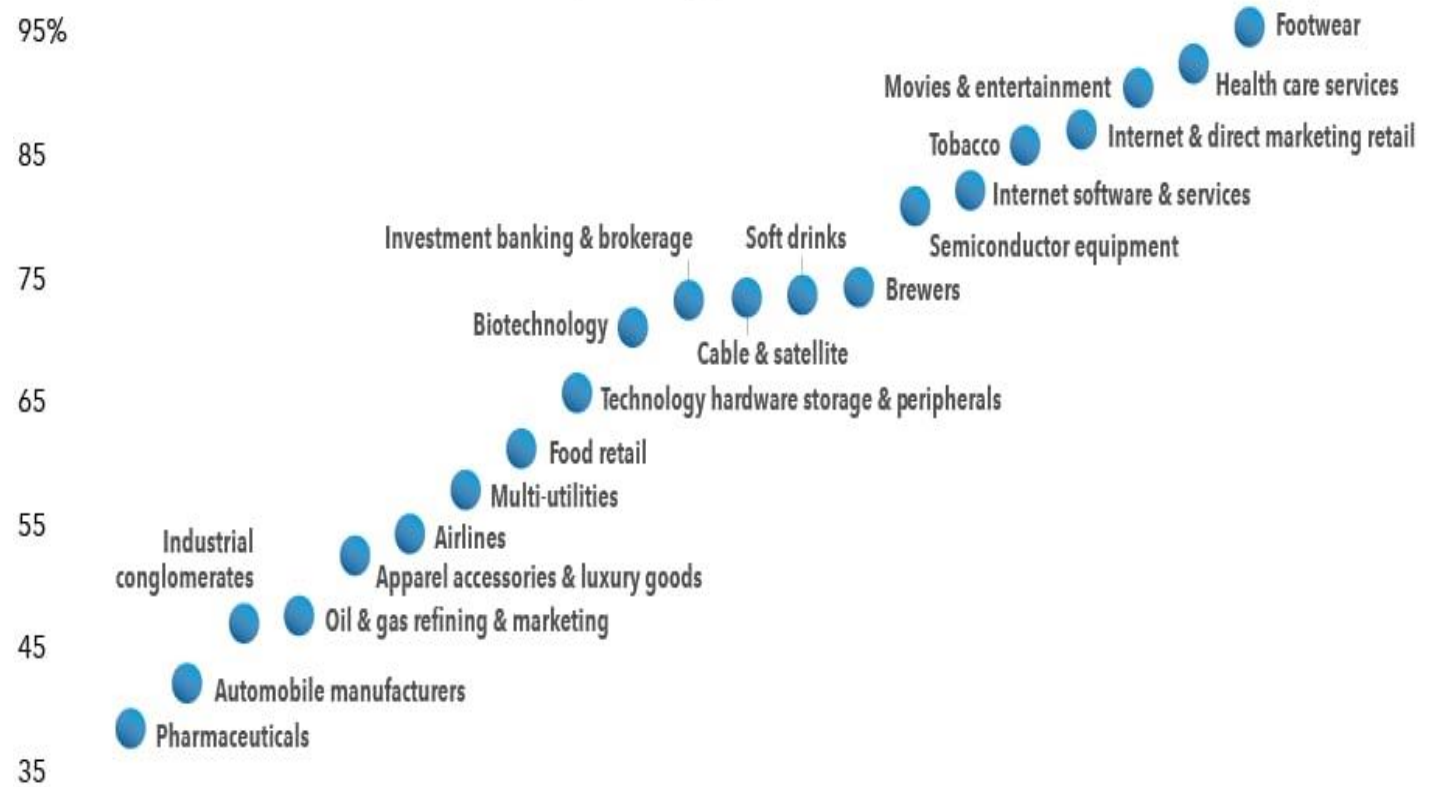 95%
Footwear
Movies & entertainment
Health care services
Tobacco
Internet & direct marketing retail
85
Internet software & services
Investment banking & brokerage
Soft drinks
Semiconductor equipment
75
Brewers
Biotechnology
Cable & satellite
65
Technology hardware storage & peripherals
Food retail
Multi-utilities
55
Airlines
Industrial
conglomerates
Apparel accessories & luxury goods
Oil & gas refining & marketing
45
Automobile manufacturers
Pharmaceuticals
35